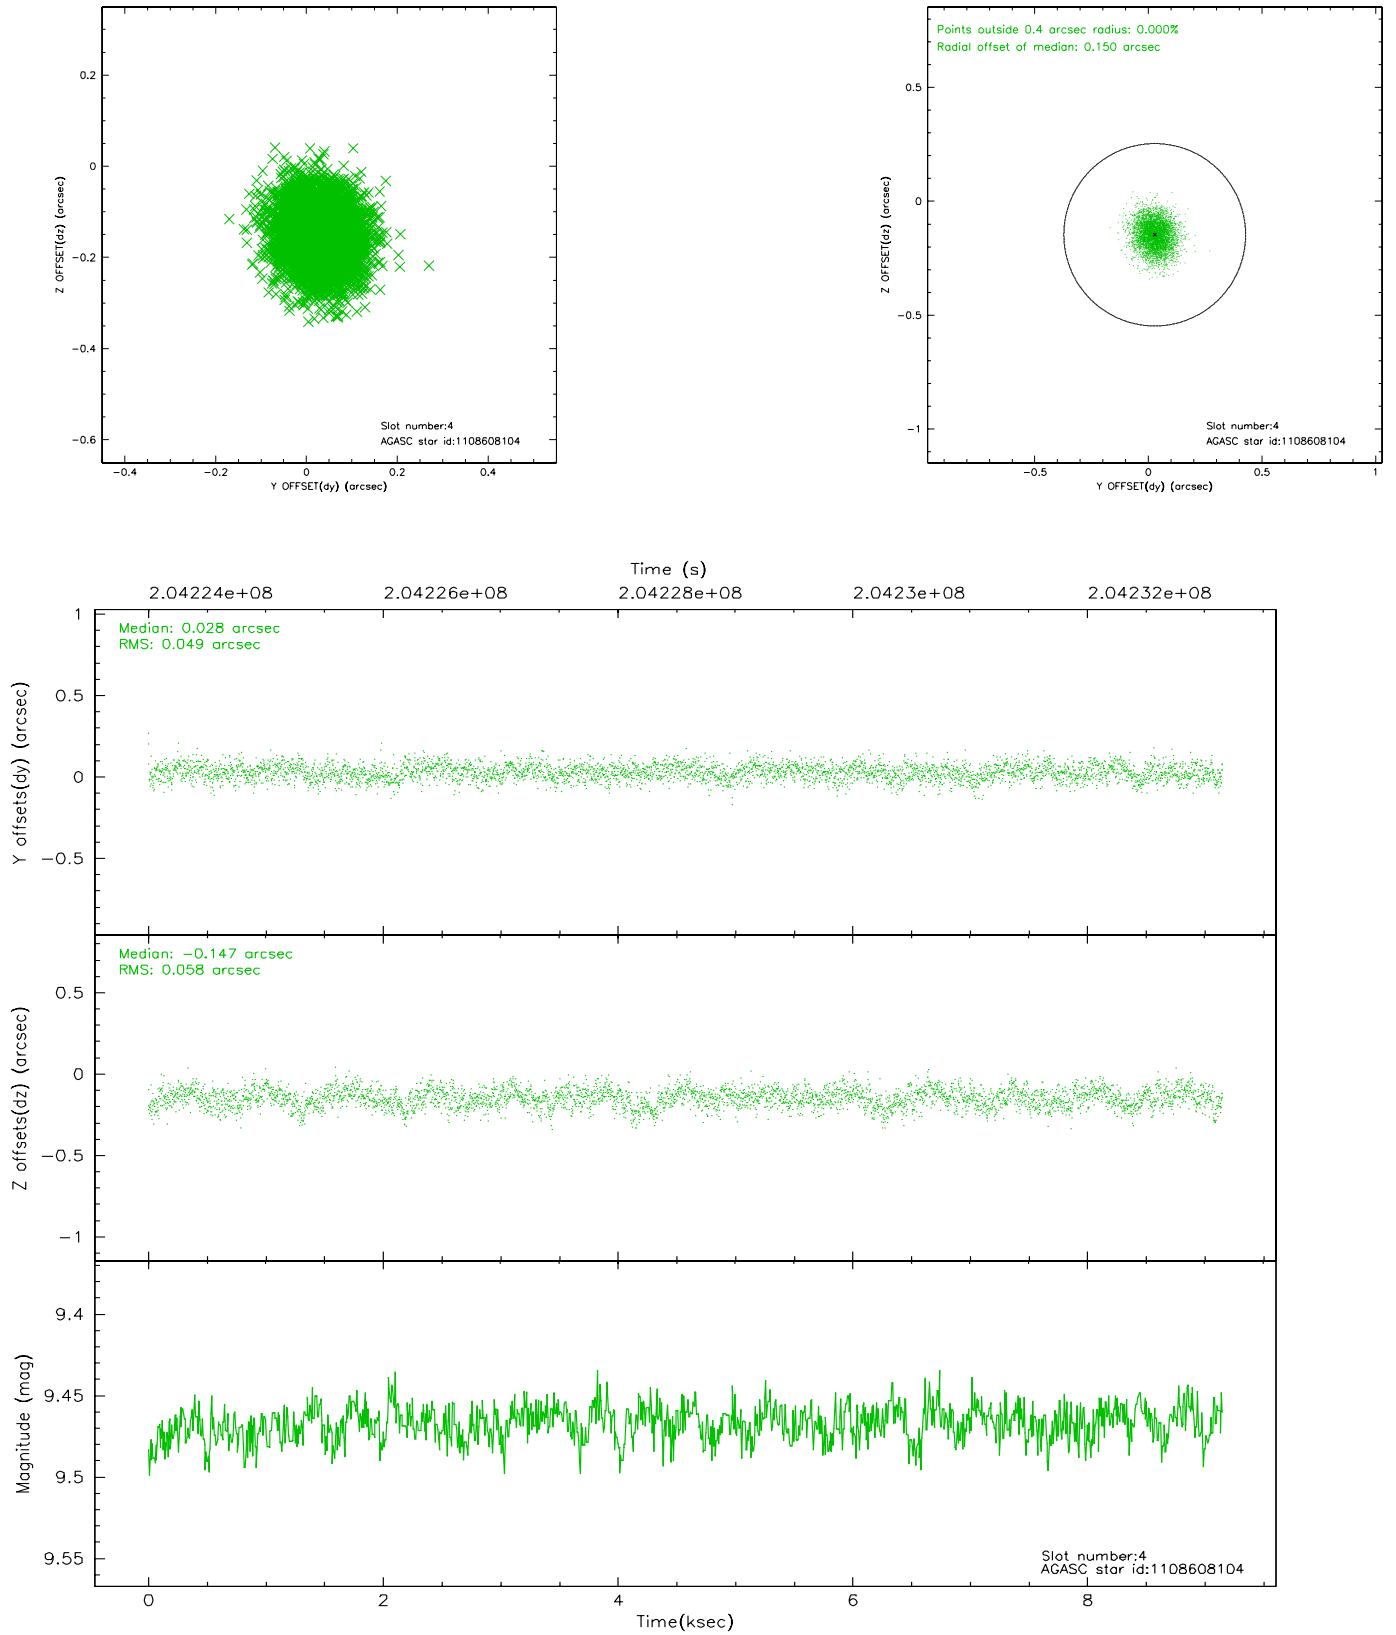 0.2
0
-0.2
-0.4
-0.6
Z OFFSET(dz) (arcsec)
-0.4 -0.2 0 0.2 0.4
Y OFFSET(dy) (arcsec)
Slot number:4
AGASC star id:1108608104
Points outside 0.4 arcsec radius: 0.000%
Radial offset of median: 0.150 arcsec
0.5
0
-0.5
-1
Z OFFSET(dz) (arcsec)
-0.5 0 0.5 1
Y OFFSET(dy) (arcsec)
Slot number:4
AGASC star id:1108608104
Time (s)
2.04224e+08 2.04226e+08 2.04228e+08 2.0423e+08 2.04232e+08
Median: 0.028 arcsec
RMS: 0.049 arcsec
1
0.5
0
-0.5
Y offsets(dy) (arcsec)
Median: -0.147 arcsec
RMS: 0.058 arcsec
0.5
0
-0.5
-1
Z offsets(dz) (arcsec)
9.4
9.45
9.5
9.55
Magnitude (mag)
Slot number:4
AGASC star id:1108608104
0 2 4 6 8
Time(ksec)